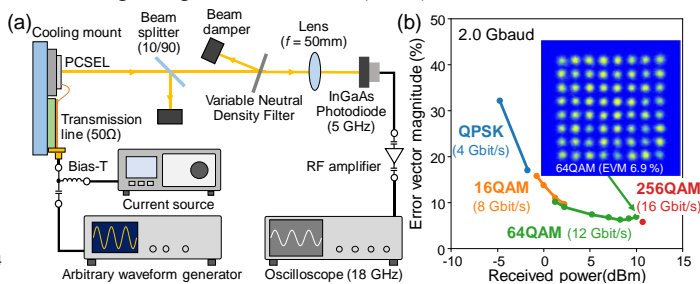 (a)
Cooling mount
PCSEL
Beam
splitter
(10/90)
Beam
damper
Lens
(f = 50mm)
Variable Neutral
Density Filter
InGaAs
Photodiode
(5 GHz)
Transmission
line (50Ω)
Bias-T
Current source
RF amplifier
Arbitrary waveform generator
Oscilloscope (18 GHz)
(b)
2.0 Gbaud
Error vector magnitude (%)
50
40
30
20
10
0
QPSK
(4 Gbit/s)
16QAM
(8 Gbit/s)
64QAM (12 Gbit/s)
256QAM
(16 Gbit/s)
64QAM (EVM 6.9 %)
-10 -5 0 5 10 15
Received power(dBm)